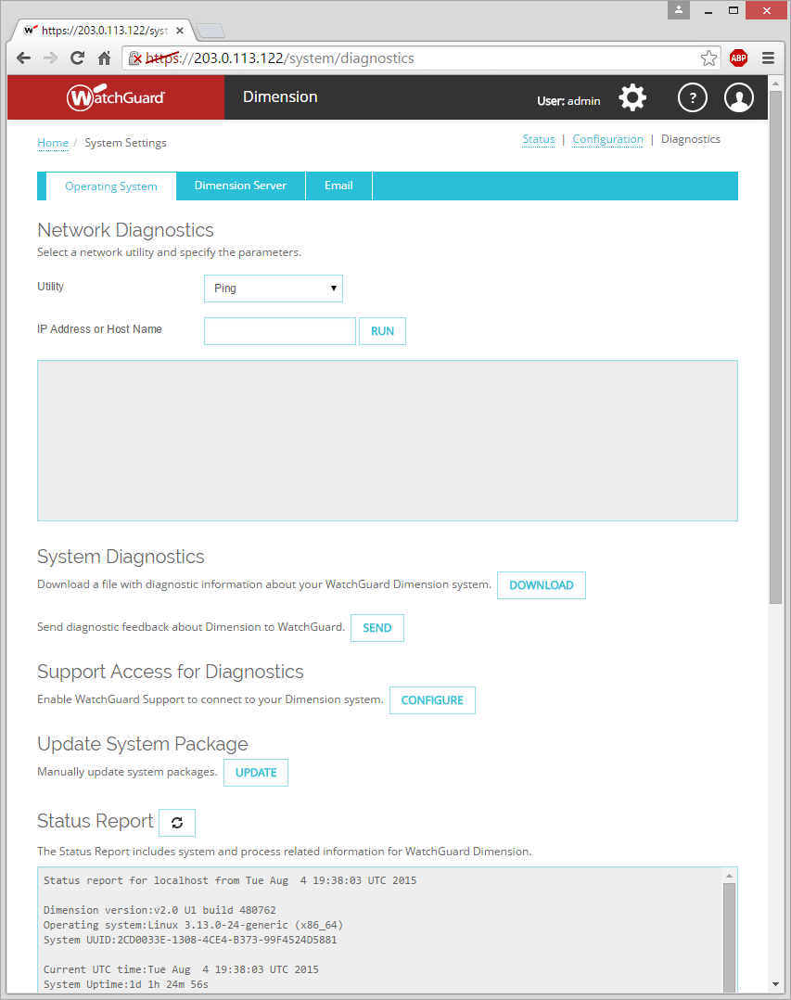 https://203.0.113.122/syst
https://203.0.113.122/system/diagnostics
ABP
WatchGuard
Dimension
User: admin
?
Home / System Settings
Status | Configuration | Diagnostics
Operating System
Dimension Server
Email
Network Diagnostics
Select a network utility and specify the parameters.
Utility
Ping
IP Address or Host Name
RUN
System Diagnostics
Download a file with diagnostic information about your WatchGuard Dimension system.
DOWNLOAD
Send diagnostic feedback about Dimension to WatchGuard.
SEND
Support Access for Diagnostics
Enable WatchGuard Support to connect to your Dimension system.
CONFIGURE
Update System Package
Manually update system packages.
UPDATE
Status Report
The Status Report includes system and process related information for WatchGuard Dimension.
Status report for localhost from Tue Aug  4 19:38:03 UTC 2015
Dimension version:v2.0 U1 build 480762
Operating system:Linux 3.13.0-24-generic (x86_64)
System UUID:2CD0033E-1308-4CE4-B373-99F4524D5881
Current UTC time:Tue Aug  4 19:38:03 UTC 2015
System Uptime:1d 1h 24m 56s